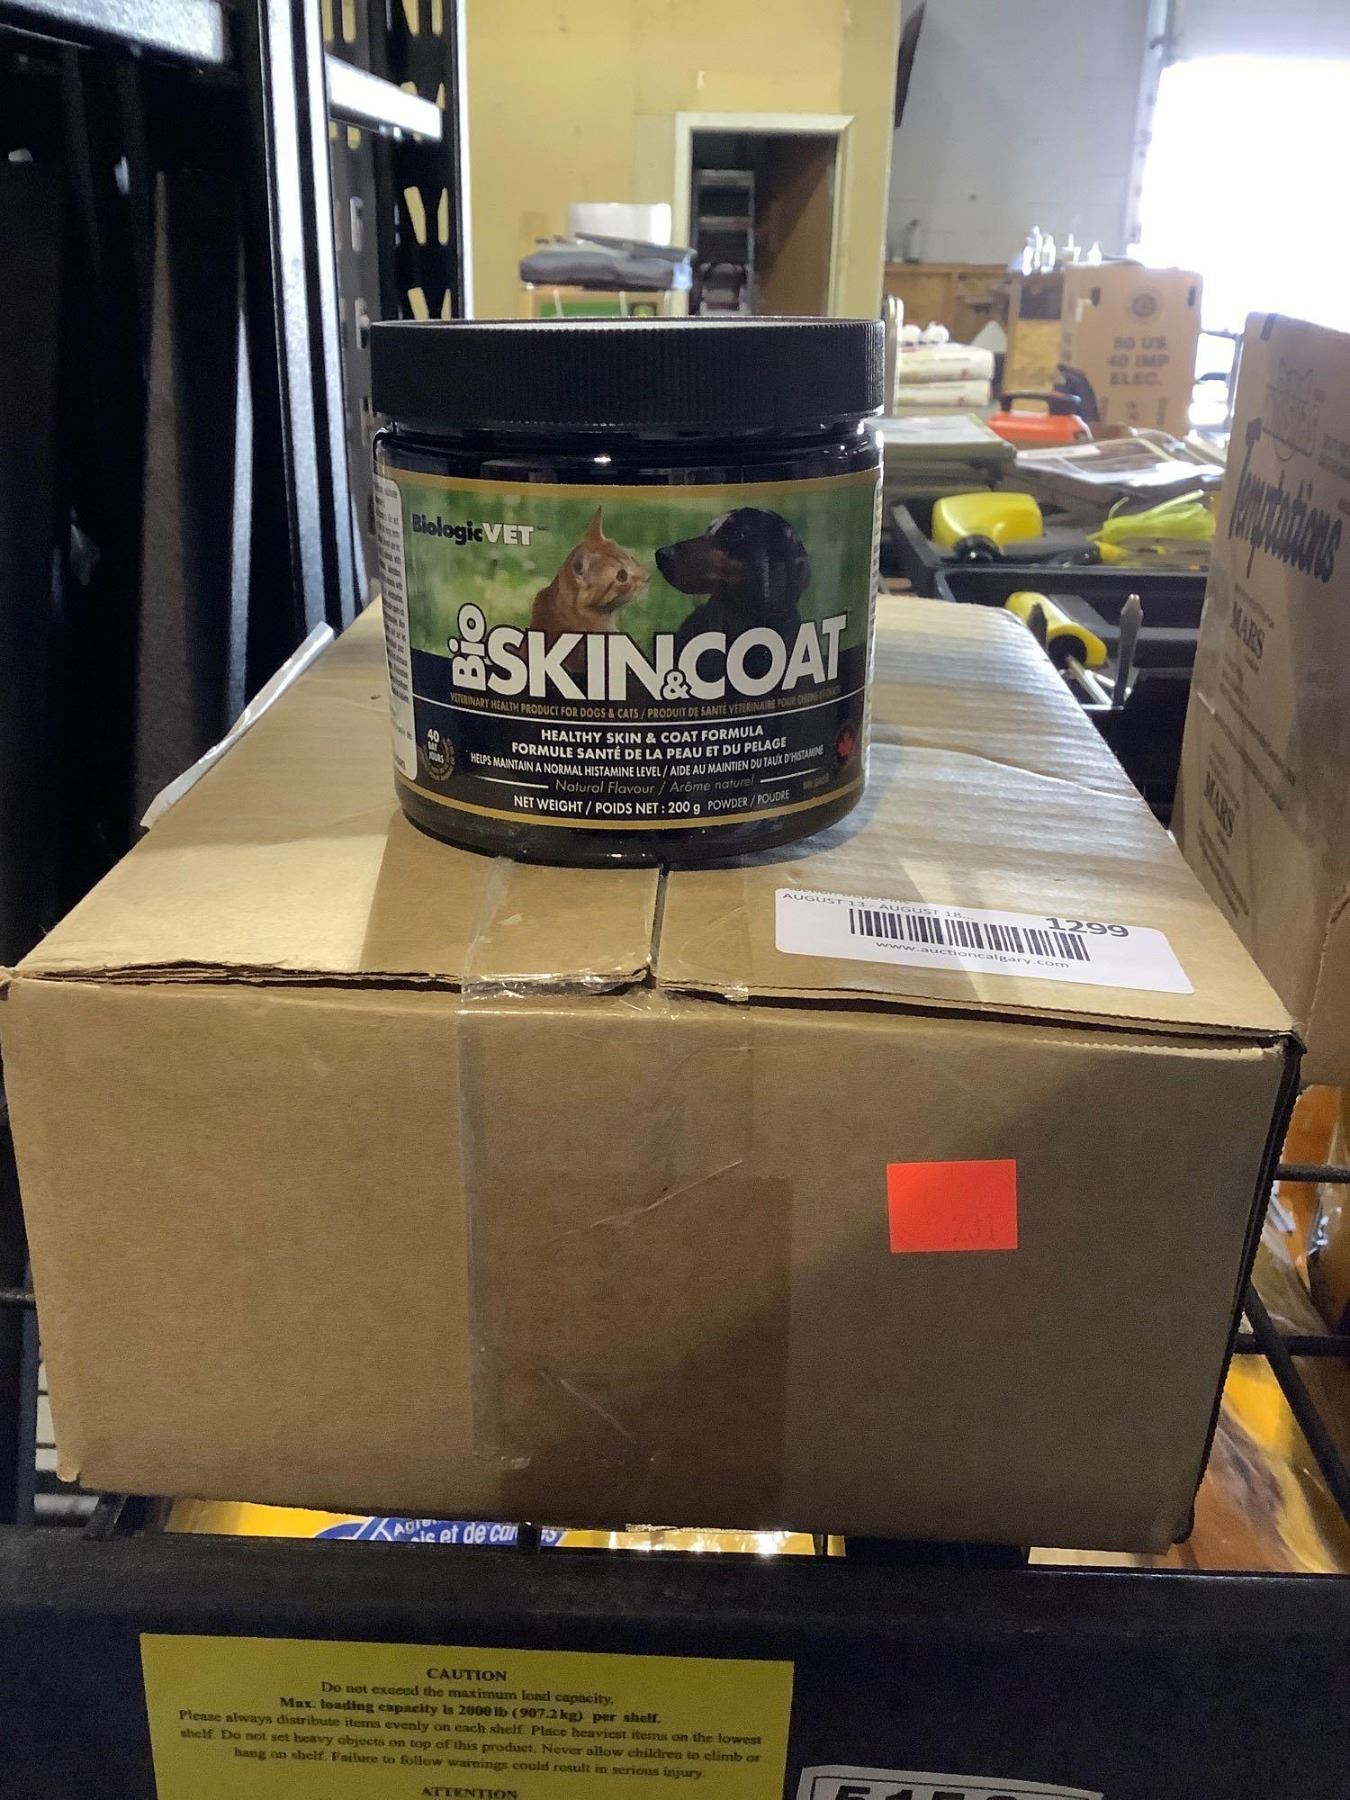 BiologicVET
Bio SKIN&COAT
VETERINARY HEALTH PRODUCT FOR DOGS & CATS / PRODUIT DE SANTÉ VÉTÉRINAIRE POUR CHIENS
HEALTHY SKIN & COAT FORMULA
FORMULE SANTÉ DE LA PEAU ET DU PELAGE
HELPS MAINTAIN A NORMAL HISTAMINE LEVEL / AIDE AU MAINTIEN DU TAUX D'HISTAMINE
Natural Flavour / Arôme naturel
NET WEIGHT / POIDS NET : 200 g POWDER / POUDRE
40
DAY
JOURS
50 US
40 IMP
ELEC.
Temptations
MARS
MARS
AUGUST 13 - AUGUST 18...
1299
www.auctioncalgary.com
231
is et de
CAUTION
Do not exceed the maximum load capacity.
Max. loading capacity is 2000 lb (907.2 kg) per shelf.
Please always distribute items evenly on each shelf. Place heaviest items on the lowest
shelf. Do not set heavy objects on top of this product. Never allow children to climb or
hang on shelf. Failure to follow warnings could result in serious injury.
ATTENTION